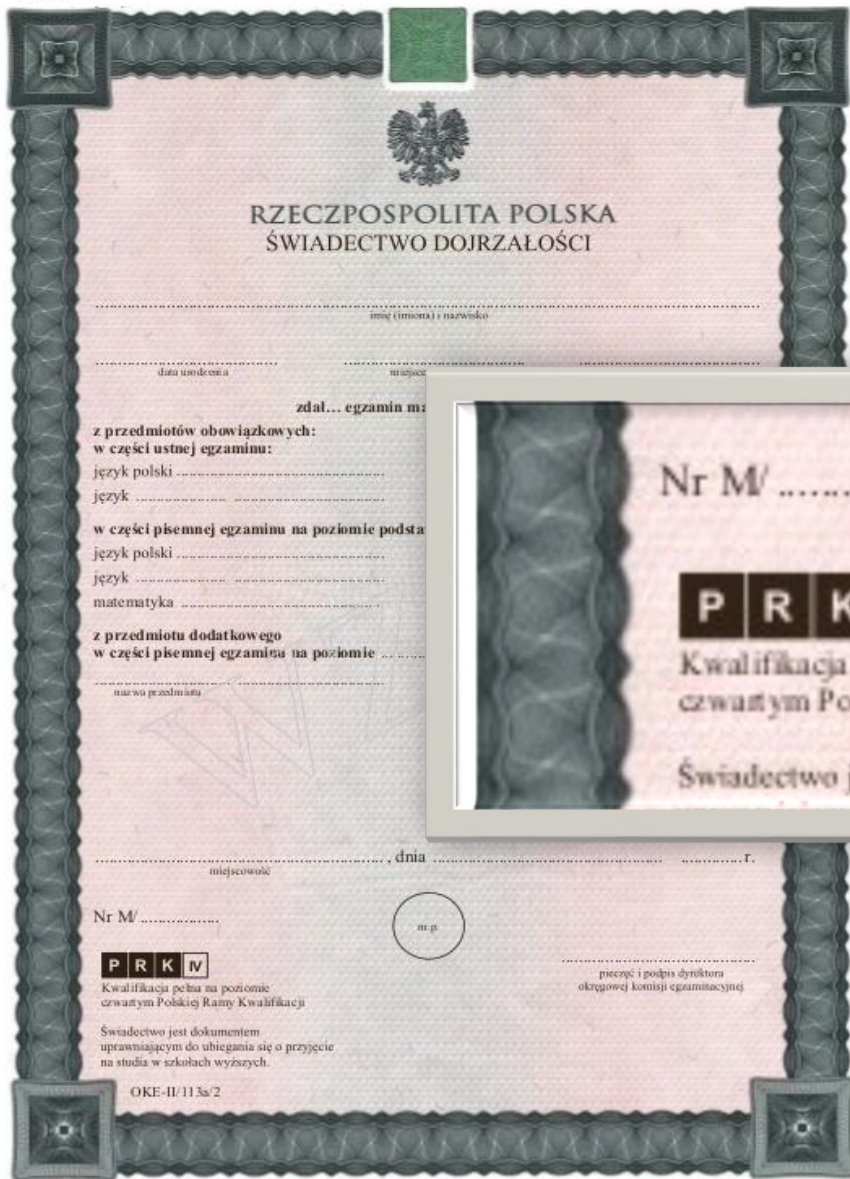 RZECZPOSPOLITA POLSKA
ŚWIADECTWO DOJRZAŁOŚCI
imię (imiona) i nazwisko
data urodzenia
zdał... egzamin
z przedmiotów obowiązkowych:
w części ustnej egzaminu:
język polski ..........................................................
język ......................... ..........................................
w części pisemnej egzaminu na poziomie
język polski ..........................................................
język ......................... ..........................................
matematyka .......................................................
z przedmiotu dodatkowego
w części pisemnej egzaminu na poziomie
nazwa przedmiotu
...................................................................., dnia ...................................................... ..............r.
miejscowość
Nr M/ ..................
m.p.
P R K IV
Kwalifikacja pełna na poziomie
czwartym Polskiej Ramy Kwalifikacji
pieczęć i podpis dyrektora
okręgowej komisji egzaminacyjnej
Świadectwo jest dokumentem
uprawniającym do ubiegania się o przyjęcie
na studia w szkołach wyższych.
OKE-II/113a/2
Nr M/ .......
P R K
Kwalifikacja
czwartym
Świadectwo